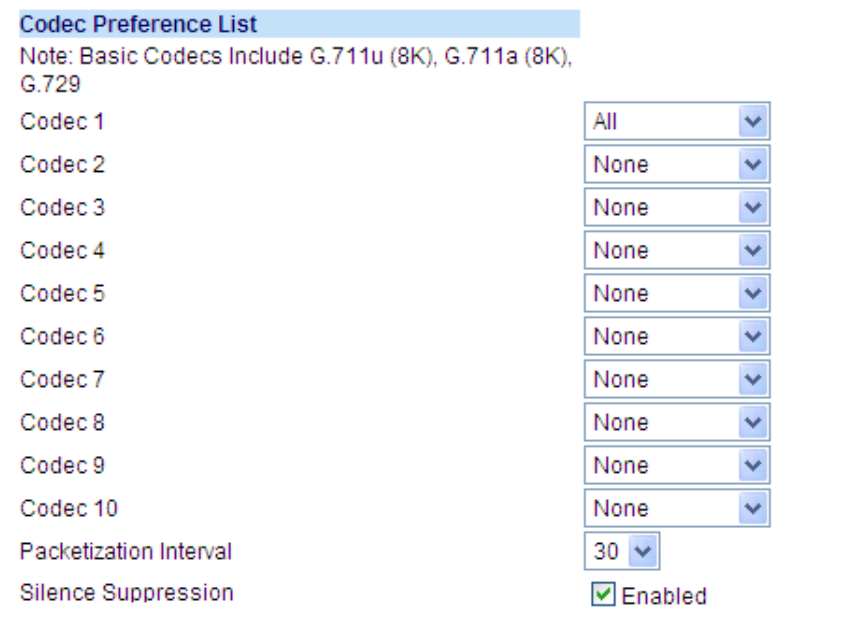 Codec Preference List
Note: Basic Codecs Include G.711u (8K), G.711a (8K),
G.729
Codec 1 All
Codec 2 None
Codec 3 None
Codec 4 None
Codec 5 None
Codec 6 None
Codec 7 None
Codec 8 None
Codec 9 None
Codec 10 None
Packetization Interval 30
Silence Suppression Enabled